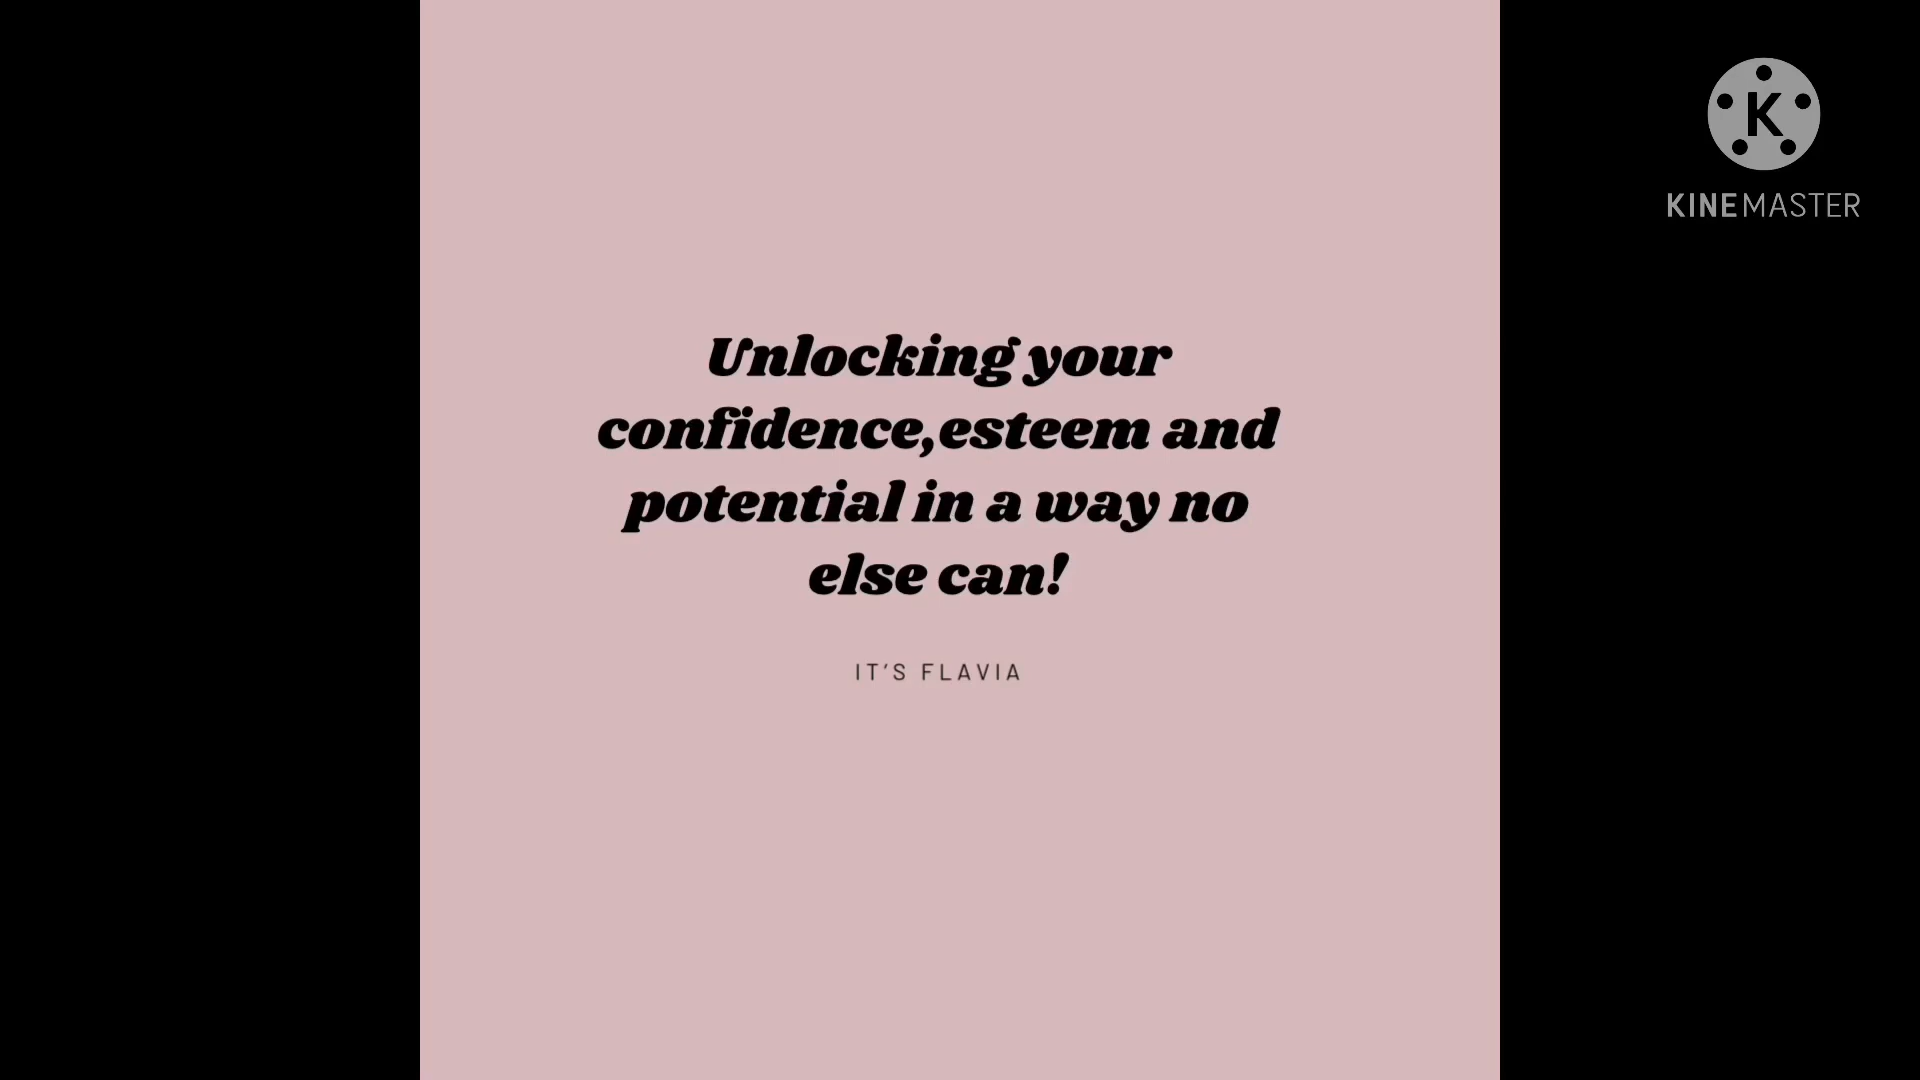 K
KINEMASTER
Unlocking your
confidence,esteem and
potential in a way no
else can!
IT'S FLAVIA